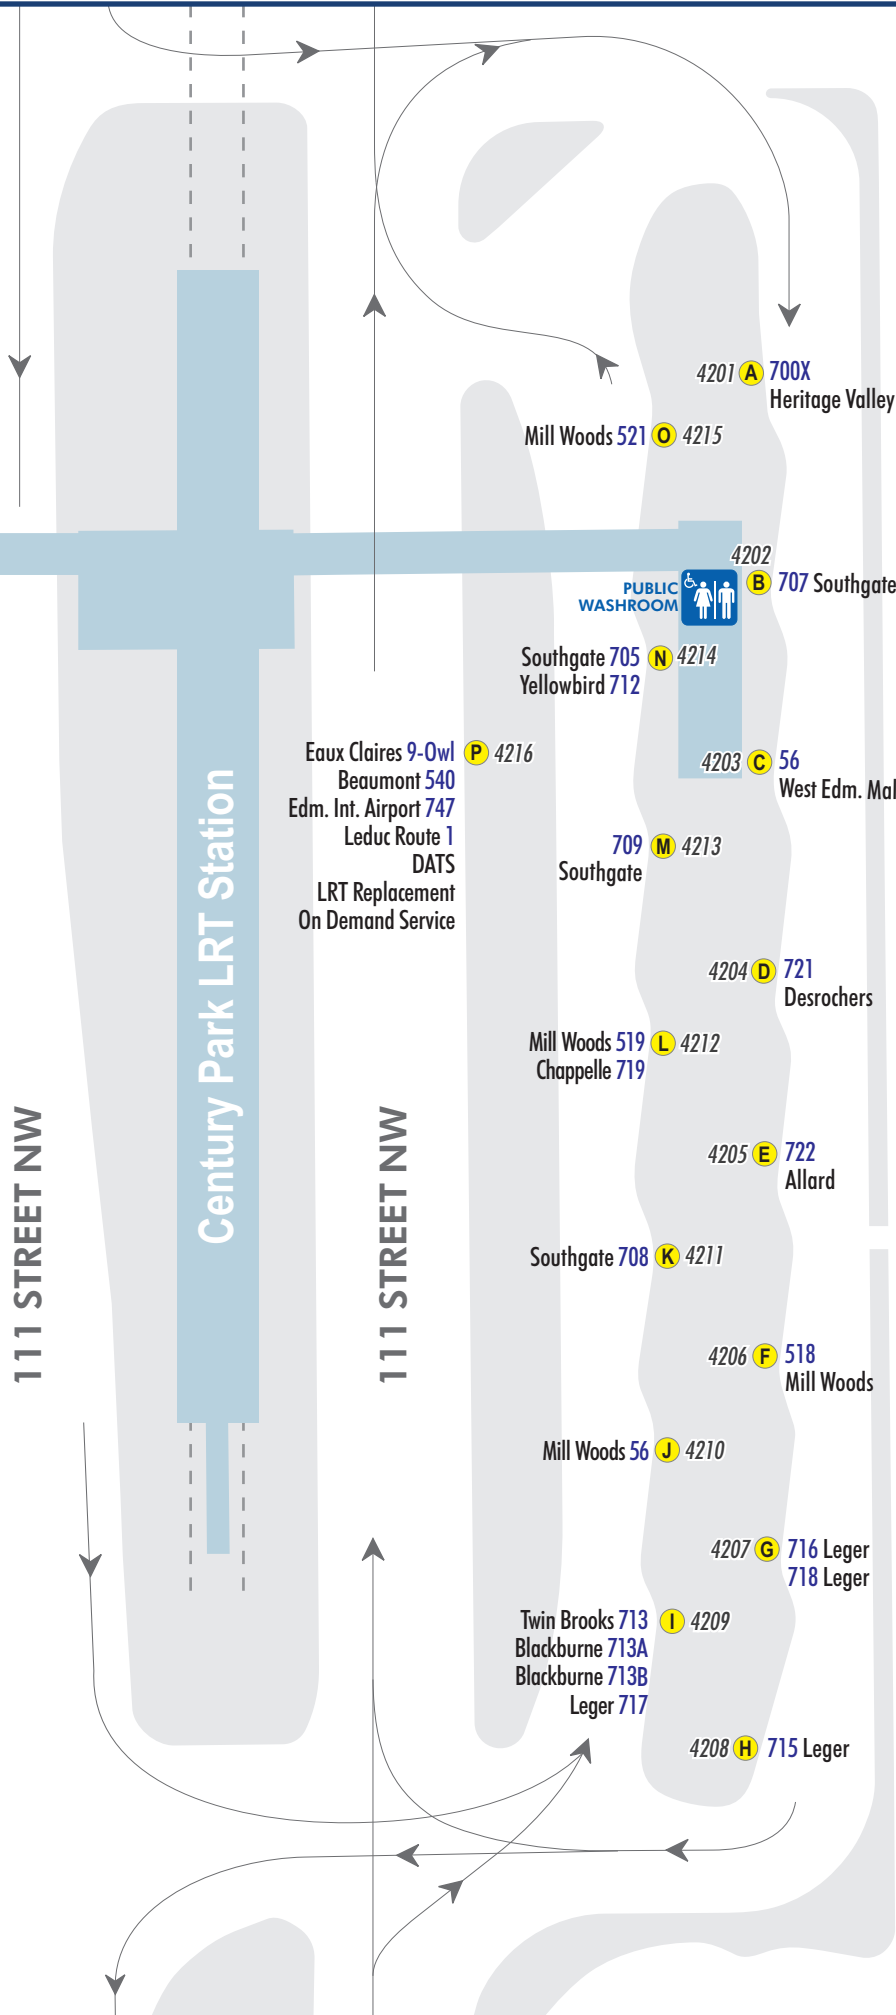 4201 A 700X
Heritage Valley
Mill Woods 521 O 4215
4202
B 707 Southgate
PUBLIC
WASHROOM
Southgate 705 N 4214
Yellowbird 712
Eaux Claires 9-Owl P 4216
Beaumont 540
Edm. Int. Airport 747
Leduc Route 1
DATS
LRT Replacement
On Demand Service
4203 C 56
West Edm. Mal
709 M 4213
Southgate
4204 D 721
Desrochers
Mill Woods 519 L 4212
Chappelle 719
4205 E 722
Allard
Southgate 708 K 4211
4206 F 518
Mill Woods
Mill Woods 56 J 4210
4207 G 716 Leger
718 Leger
Twin Brooks 713 I 4209
Blackburne 713A
Blackburne 713B
Leger 717
4208 H 715 Leger
Century Park LRT Station
111 STREET NW
111 STREET NW